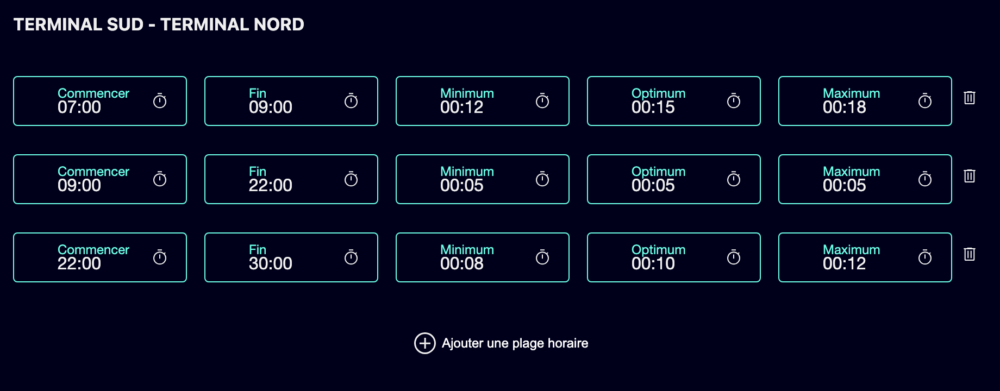 TERMINAL SUD - TERMINAL NORD
Commencer
07:00
Fin
09:00
Minimum
00:12
Optimum
00:15
Maximum
00:18
Commencer
09:00
Fin
22:00
Minimum
00:05
Optimum
00:05
Maximum
00:05
Commencer
22:00
Fin
30:00
Minimum
00:08
Optimum
00:10
Maximum
00:12
Ajouter une plage horaire